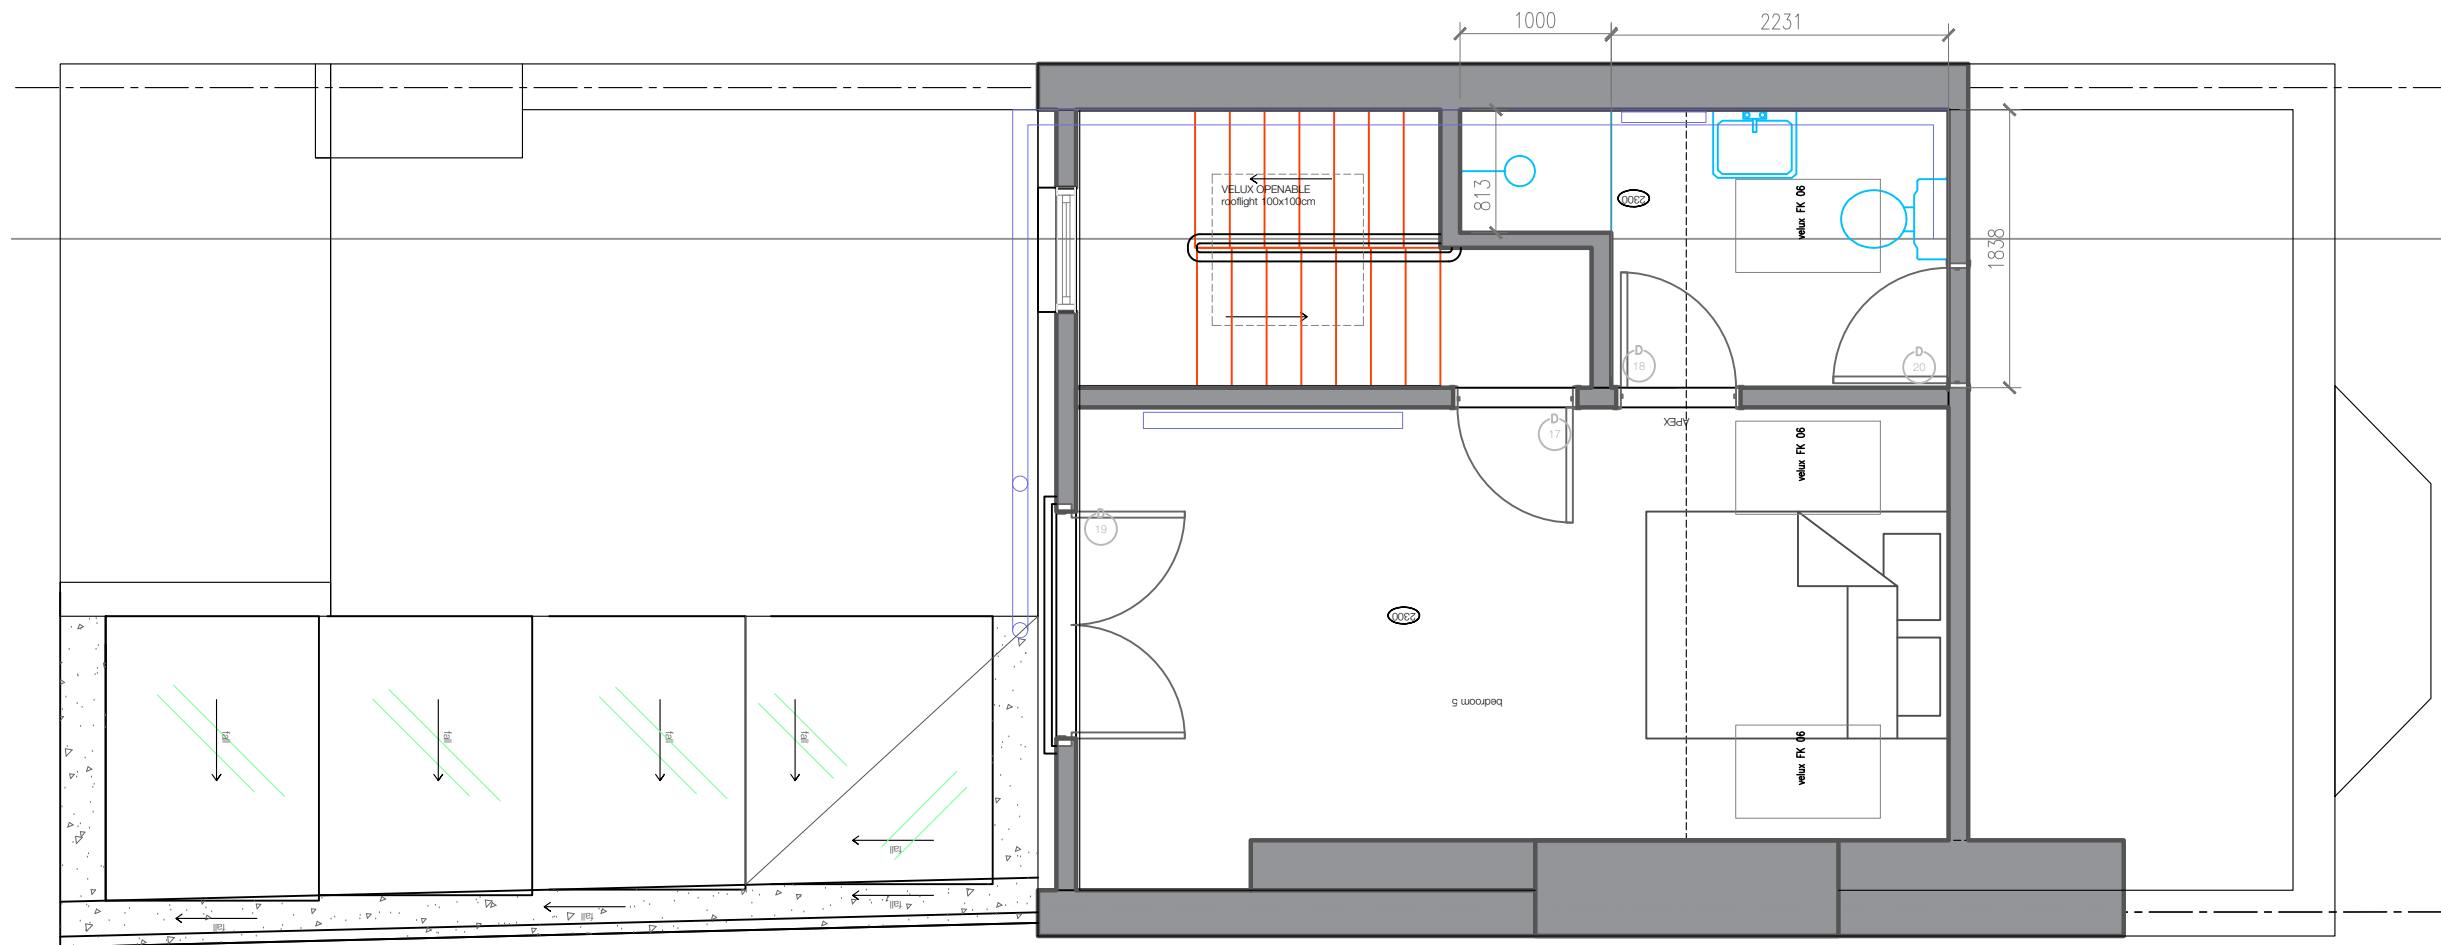 1000
2231
VELUX OPENABLE
rooflight 100x100cm
813
2300
velux FK 06
1838
D
18
D
20
APEX
D
17
velux FK 06
D
19
2300
bedroom 5
velux FK 06
fall
fall
fall
fall
fall
fall
fall
fall